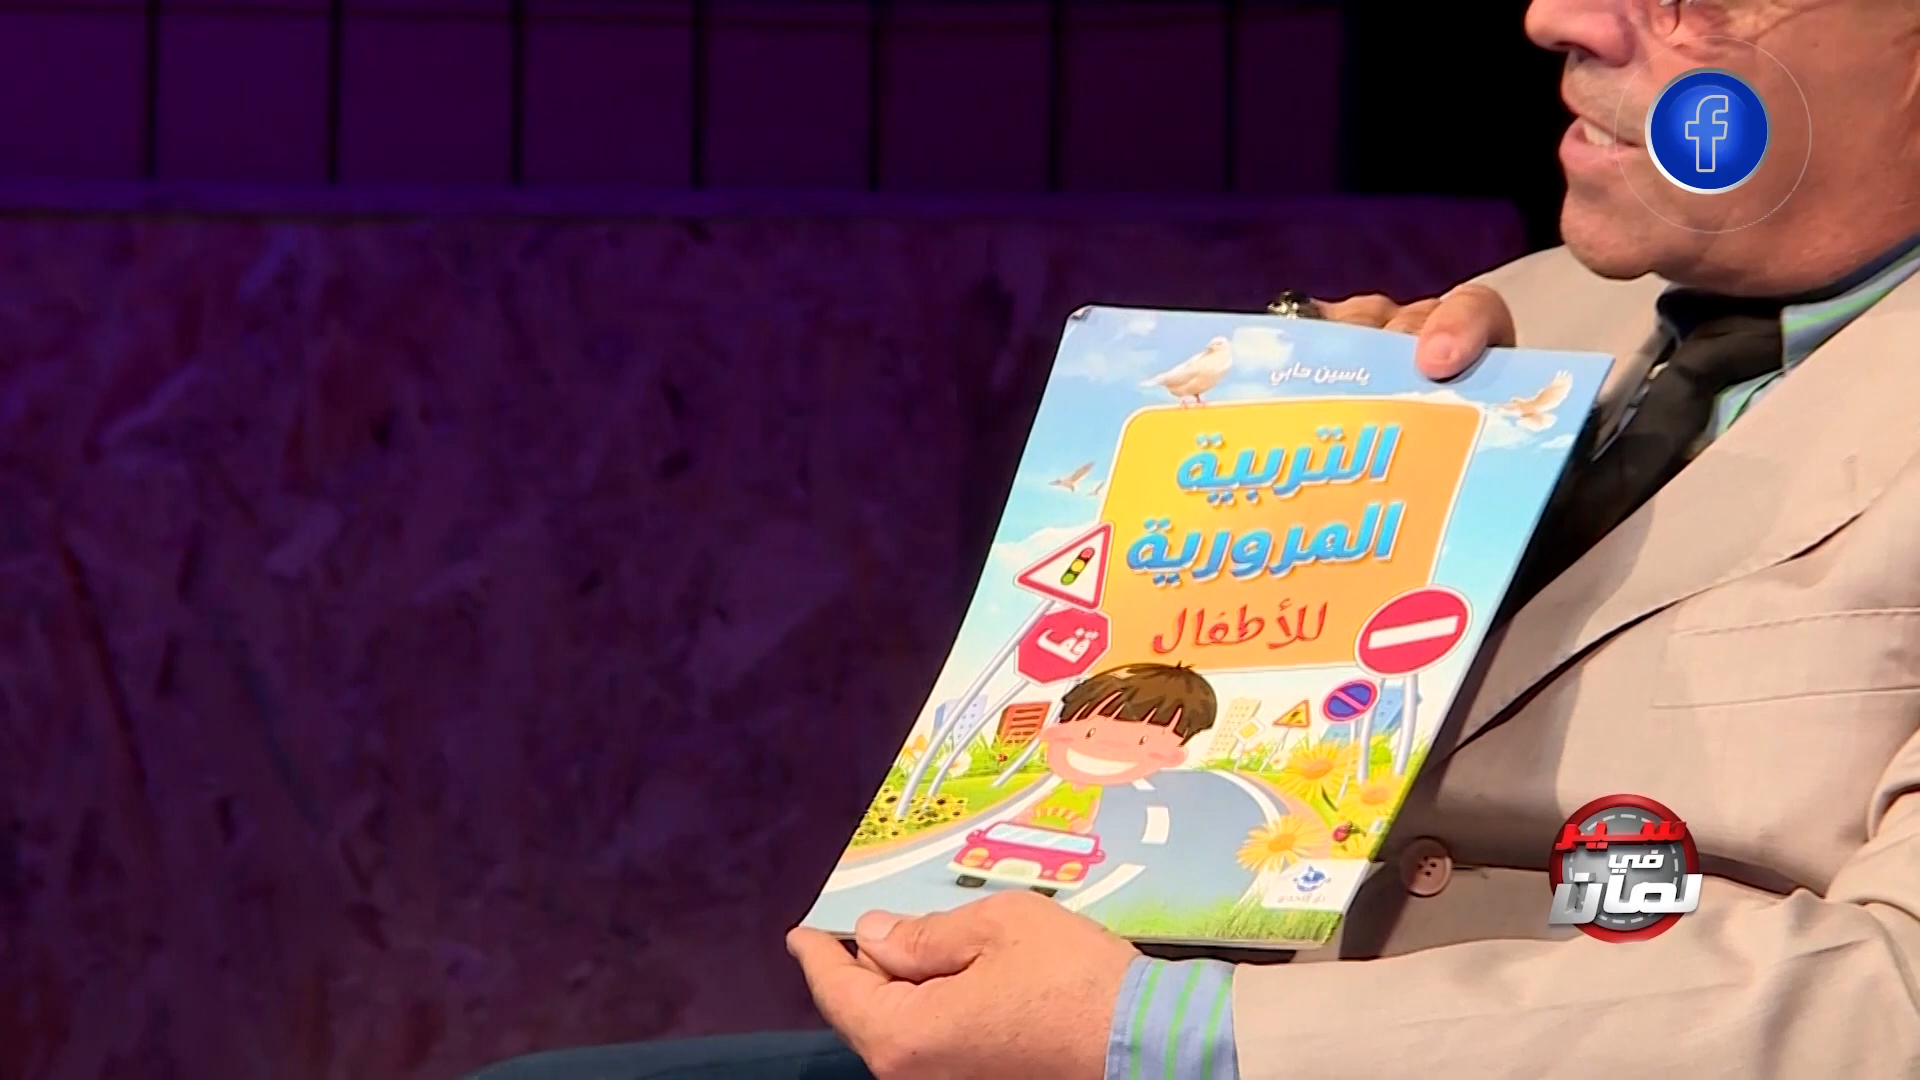 ياسين حابي
التربية
المرورية
للأطفال
قف
سير
في
لمان